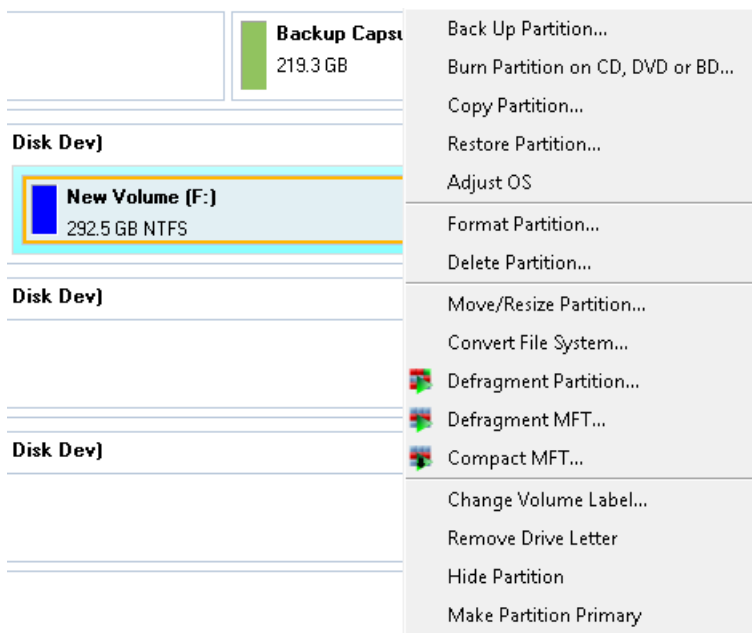 Backup Capsu
219.3 GB
Disk Dev)
New Volume (F:)
292.5 GB NTFS
Disk Dev)
Disk Dev)
Back Up Partition...
Burn Partition on CD, DVD or BD...
Copy Partition...
Restore Partition...
Adjust OS
Format Partition...
Delete Partition...
Move/Resize Partition...
Convert File System...
Defragment Partition...
Defragment MFT...
Compact MFT...
Change Volume Label...
Remove Drive Letter
Hide Partition
Make Partition Primary